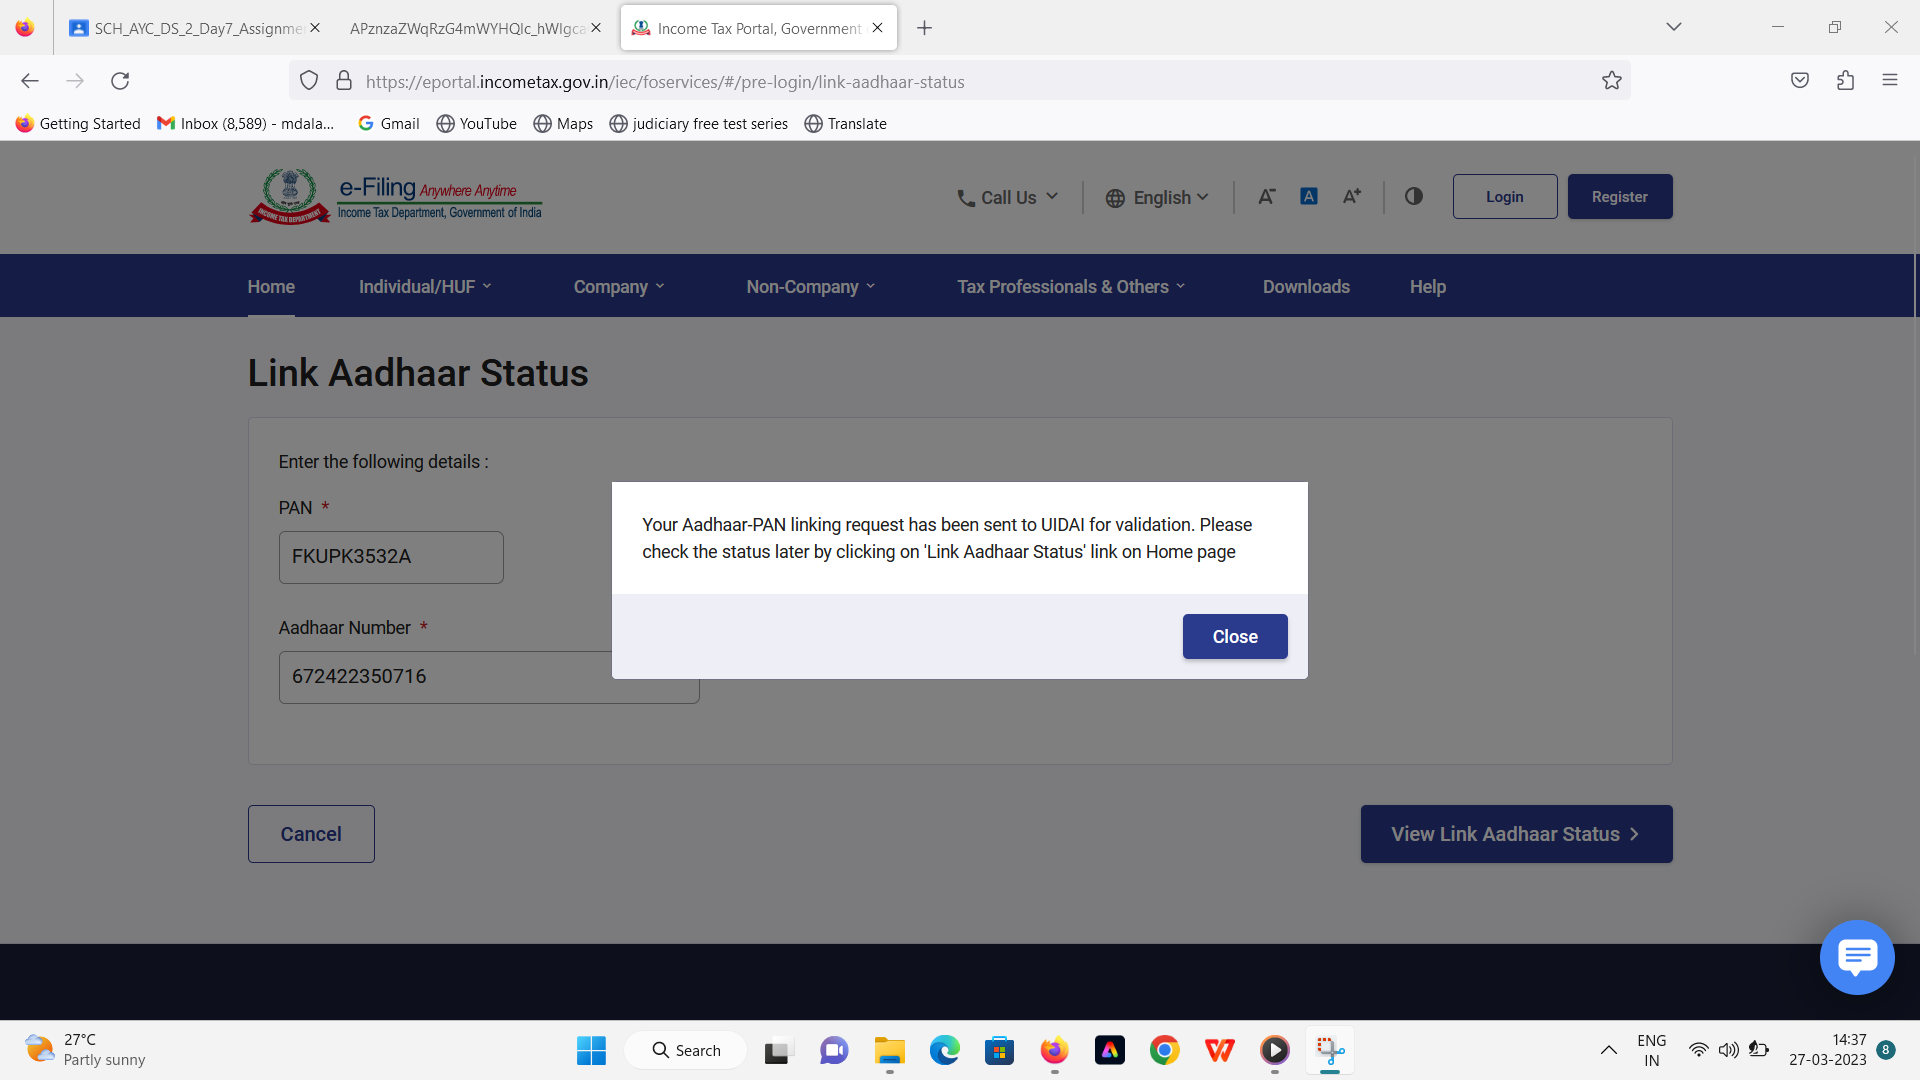 SCH_AYC_DS_2_Day7_Assignme
APznzaZWqRzG4mWYHQlc_hWIgca
Income Tax Portal, Government
https://eportal.incometax.gov.in/iec/foservices/#/pre-login/link-aadhaar-status
Getting Started
Inbox (8,589) - mdala...
Gmail
YouTube
Maps
judiciary free test series
Translate
INCOME TAX DEPARTMENT
e-Filing Anywhere Anytime
Income Tax Department, Government of India
Call Us
English
A-
A
A+
Login
Register
Home
Individual/HUF
Company
Non-Company
Tax Professionals & Others
Downloads
Help
Link Aadhaar Status
Enter the following details :
PAN *
FKUPK3532A
Aadhaar Number *
672422350716
Your Aadhaar-PAN linking request has been sent to UIDAI for validation. Please
check the status later by clicking on 'Link Aadhaar Status' link on Home page
Close
Cancel
View Link Aadhaar Status
27°C
Partly sunny
Search
ENG
IN
14:37
27-03-2023
8